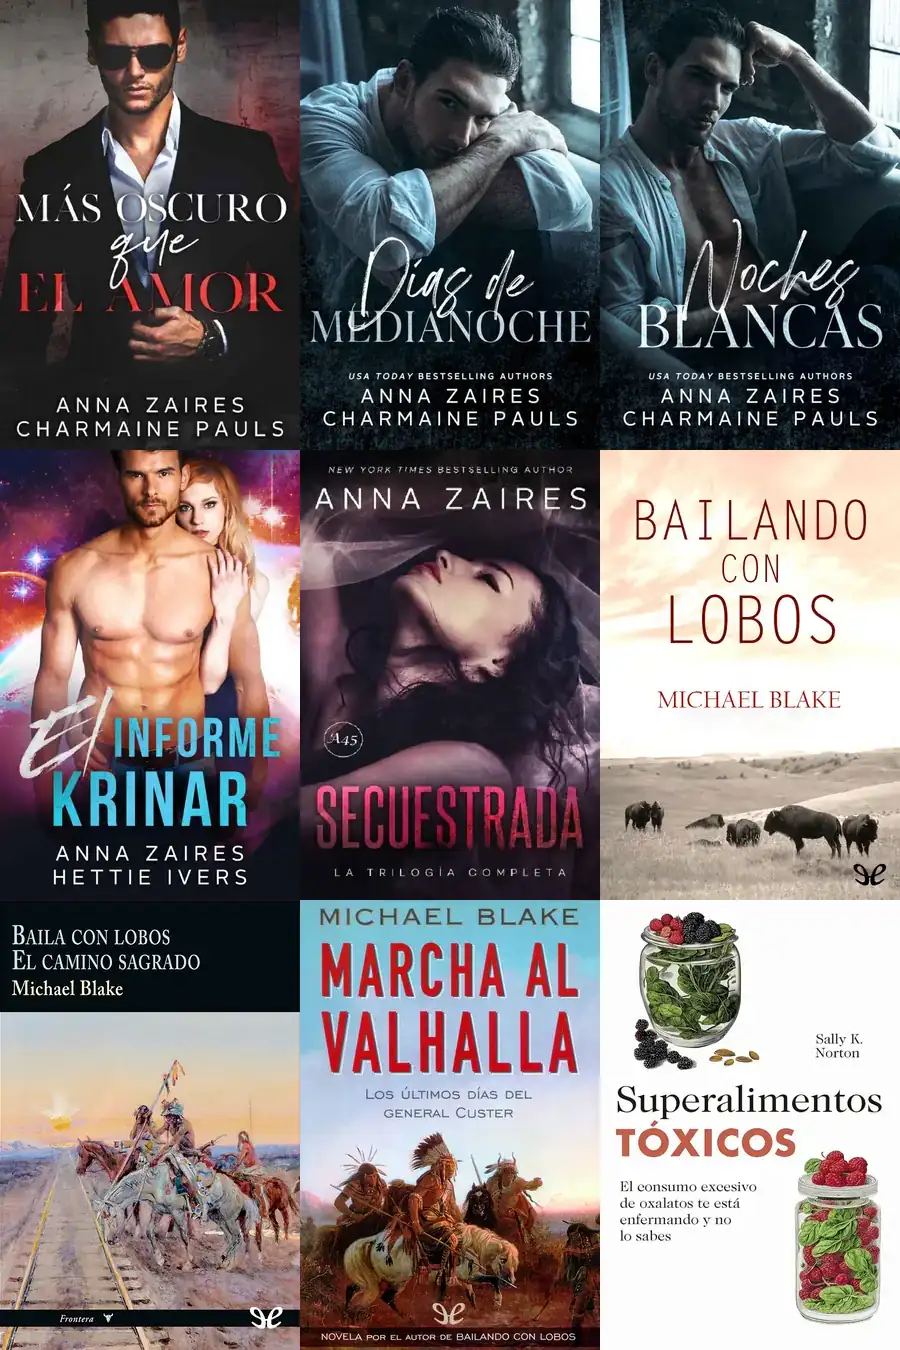 MÁS OSCURO
que
EL AMOR
ANNA ZAIRES
CHARMAINE PAULS
Días de
MEDIANOCHE
USA TODAY BESTSELLING AUTHORS
ANNA ZAIRES
CHARMAINE PAULS
Noches
BLANCAS
USA TODAY BESTSELLING AUTHORS
ANNA ZAIRES
CHARMAINE PAULS
El INFORME
KRINAR
ANNA ZAIRES
HETTIE IVERS
NEW YORK TIMES BESTSELLING AUTHOR
ANNA ZAIRES
A45
SECUESTRADA
LA TRILOGÍA COMPLETA
BAILANDO
CON
LOBOS
MICHAEL BLAKE
BAILA CON LOBOS
EL CAMINO SAGRADO
Michael Blake
Frontera
MICHAEL BLAKE
MARCHA AL
VALHALLA
LOS ÚLTIMOS DÍAS DEL
GENERAL CUSTER
NOVELA POR EL AUTOR DE BAILANDO CON LOBOS
Sally K.
Norton
Superalimentos
TÓXICOS
El consumo excesivo
de oxalatos te está
enfermando y no
lo sabes